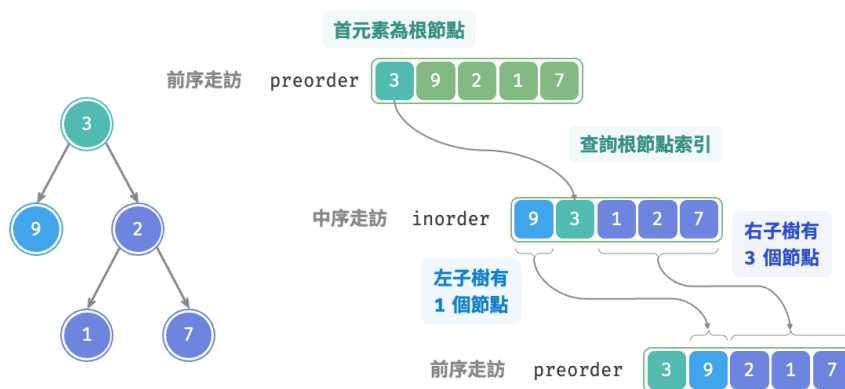 首元素為根節點
前序走訪 preorder 3 9 2 1 7
3
查詢根節點索引
9 2
中序走訪 inorder 9 3 1 2 7
右子樹有
3 個節點
左子樹有
1 個節點
1 7
前序走訪 preorder 3 9 2 1 7